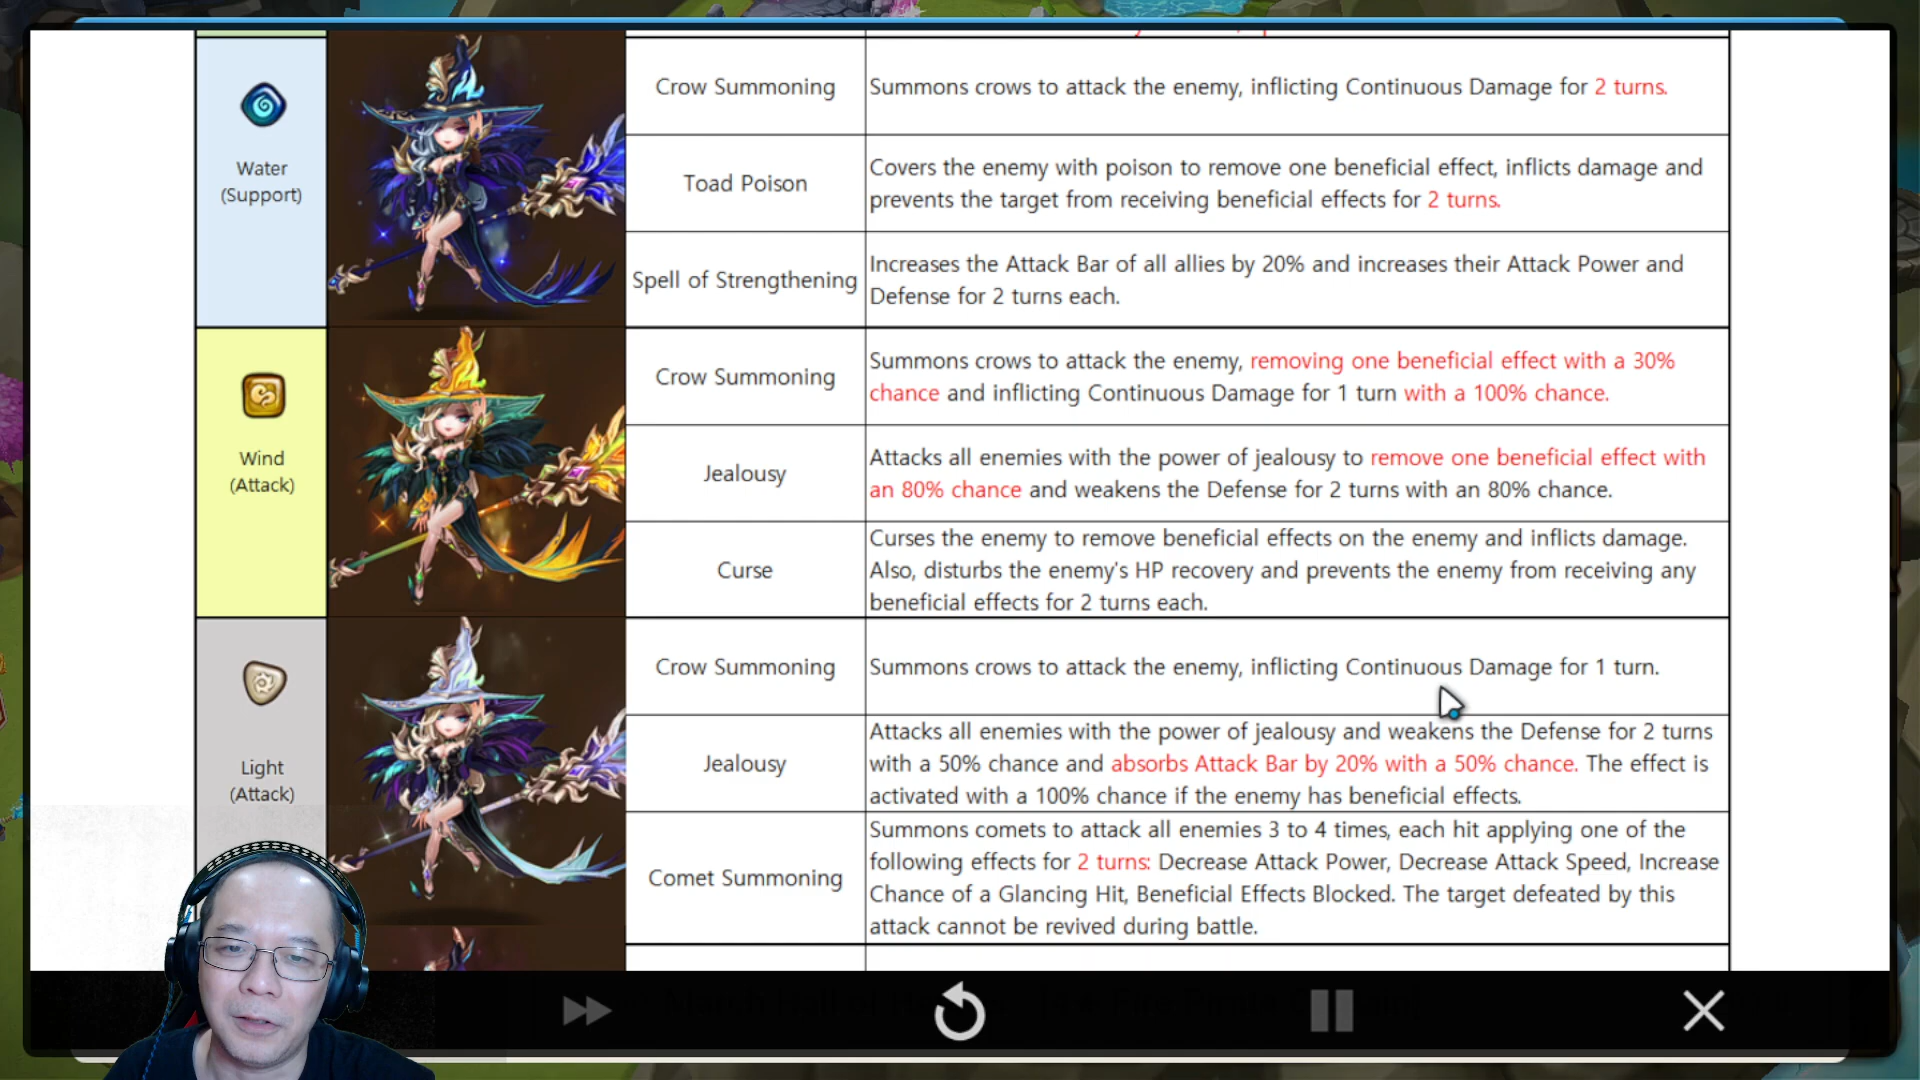 Water
(Support)
Crow Summoning
Summons crows to attack the enemy, inflicting Continuous Damage for 2 turns.
Toad Poison
Covers the enemy with poison to remove one beneficial effect, inflicts damage and
prevents the target from receiving beneficial effects for 2 turns.
Spell of Strengthening
Increases the Attack Bar of all allies by 20% and increases their Attack Power and
Defense for 2 turns each.
Wind
(Attack)
Crow Summoning
Summons crows to attack the enemy, removing one beneficial effect with a 30%
chance and inflicting Continuous Damage for 1 turn with a 100% chance.
Jealousy
Attacks all enemies with the power of jealousy to remove one beneficial effect with
an 80% chance and weakens the Defense for 2 turns with an 80% chance.
Curse
Curses the enemy to remove beneficial effects on the enemy and inflicts damage.
Also, disturbs the enemy's HP recovery and prevents the enemy from receiving any
beneficial effects for 2 turns each.
Light
(Attack)
Crow Summoning
Summons crows to attack the enemy, inflicting Continuous Damage for 1 turn.
Jealousy
Attacks all enemies with the power of jealousy and weakens the Defense for 2 turns
with a 50% chance and absorbs Attack Bar by 20% with a 50% chance. The effect is
activated with a 100% chance if the enemy has beneficial effects.
Comet Summoning
Summons comets to attack all enemies 3 to 4 times, each hit applying one of the
following effects for 2 turns: Decrease Attack Power, Decrease Attack Speed, Increase
Chance of a Glancing Hit, Beneficial Effects Blocked. The target defeated by this
attack cannot be revived during battle.